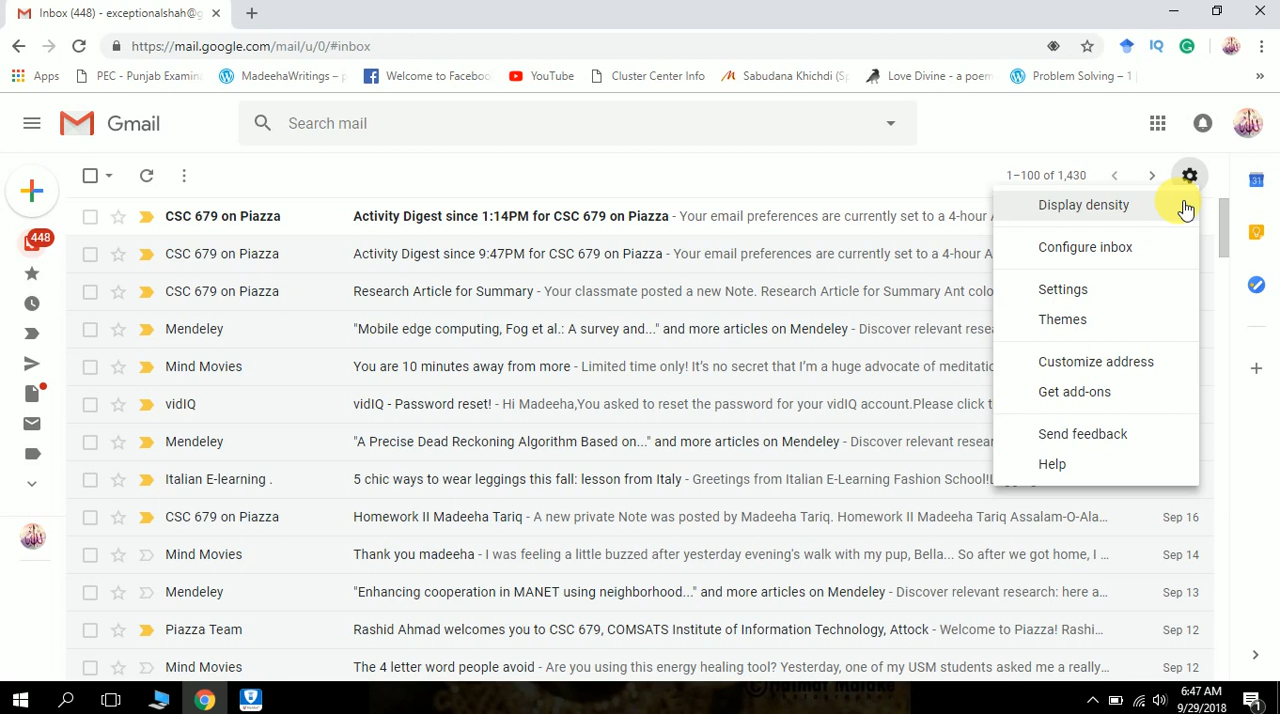 Inbox (448) - exceptionalshah@g
https://mail.google.com/mail/u/0/#inbox
Apps PEC - Punjab Examin MadeehaWritings – p Welcome to Faceboo YouTube Cluster Center Info Sabudana Khichdi (Sp Love Divine - a poem Problem Solving – 1 »
Gmail Search mail
1–100 of 1,430
CSC 679 on Piazza Activity Digest since 1:14PM for CSC 679 on Piazza - Your email preferences are currently set to a 4-hour A
448 CSC 679 on Piazza Activity Digest since 9:47PM for CSC 679 on Piazza - Your email preferences are currently set to a 4-hour A
CSC 679 on Piazza Research Article for Summary - Your classmate posted a new Note. Research Article for Summary Ant colo
Mendeley "Mobile edge computing, Fog et al.: A survey and..." and more articles on Mendeley - Discover relevant resea
Mind Movies You are 10 minutes away from more - Limited time only! It's no secret that I'm a huge advocate of meditatio
vidIQ vidIQ - Password reset! - Hi Madeeha,You asked to reset the password for your vidIQ account.Please click t
Mendeley "A Precise Dead Reckoning Algorithm Based on..." and more articles on Mendeley - Discover relevant resear
Italian E-learning . 5 chic ways to wear leggings this fall: lesson from Italy - Greetings from Italian E-Learning Fashion School!L
CSC 679 on Piazza Homework II Madeeha Tariq - A new private Note was posted by Madeeha Tariq. Homework II Madeeha Tariq Assalam-O-Ala... Sep 16
Mind Movies Thank you madeeha - I was feeling a little buzzed after yesterday evening's walk with my pup, Bella... So after we got home, I ... Sep 14
Mendeley "Enhancing cooperation in MANET using neighborhood..." and more articles on Mendeley - Discover relevant research: here a... Sep 13
Piazza Team Rashid Ahmad welcomes you to CSC 679, COMSATS Institute of Information Technology, Attock - Welcome to Piazza! Rashi... Sep 12
Mind Movies The 4 letter word people avoid - Are you using this energy healing tool? Yesterday, one of my USM students asked me a really... Sep 12
Display density
Configure inbox
Settings
Themes
Customize address
Get add-ons
Send feedback
Help
31
IQ
6:47 AM
9/29/2018
1